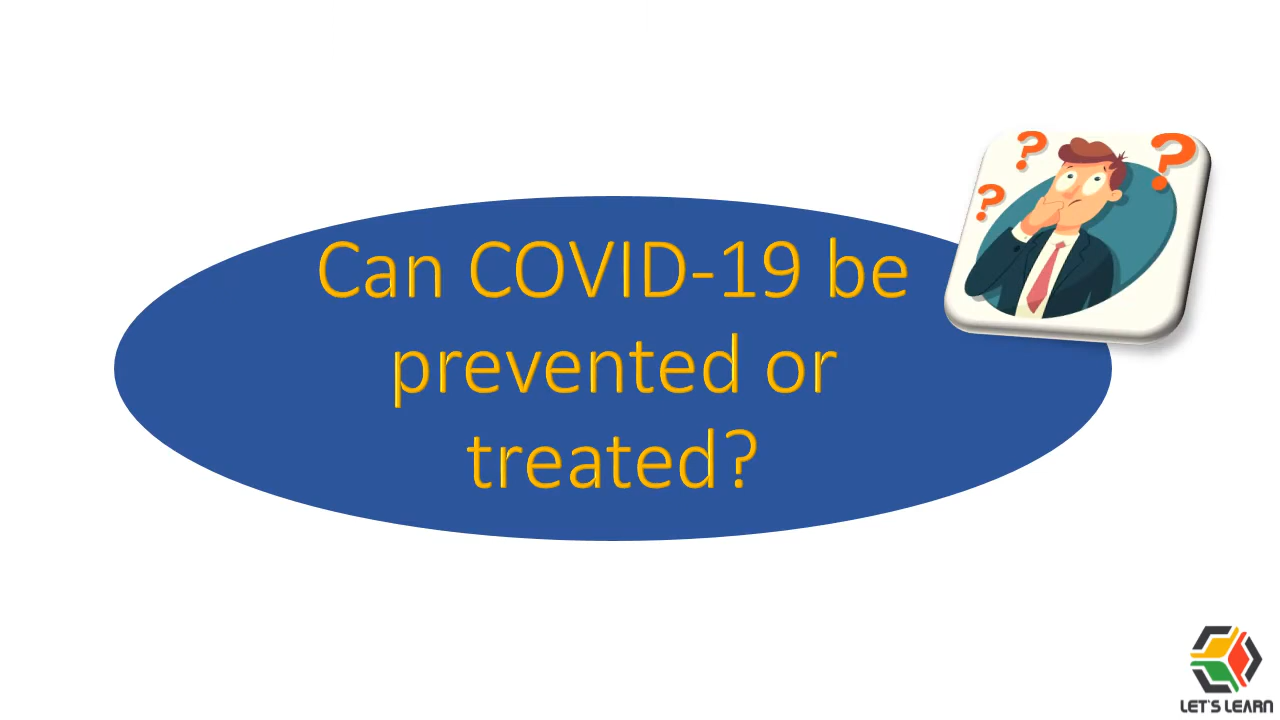 Can COVID-19 be
prevented or
treated?
? ? ?
LET'S LEARN